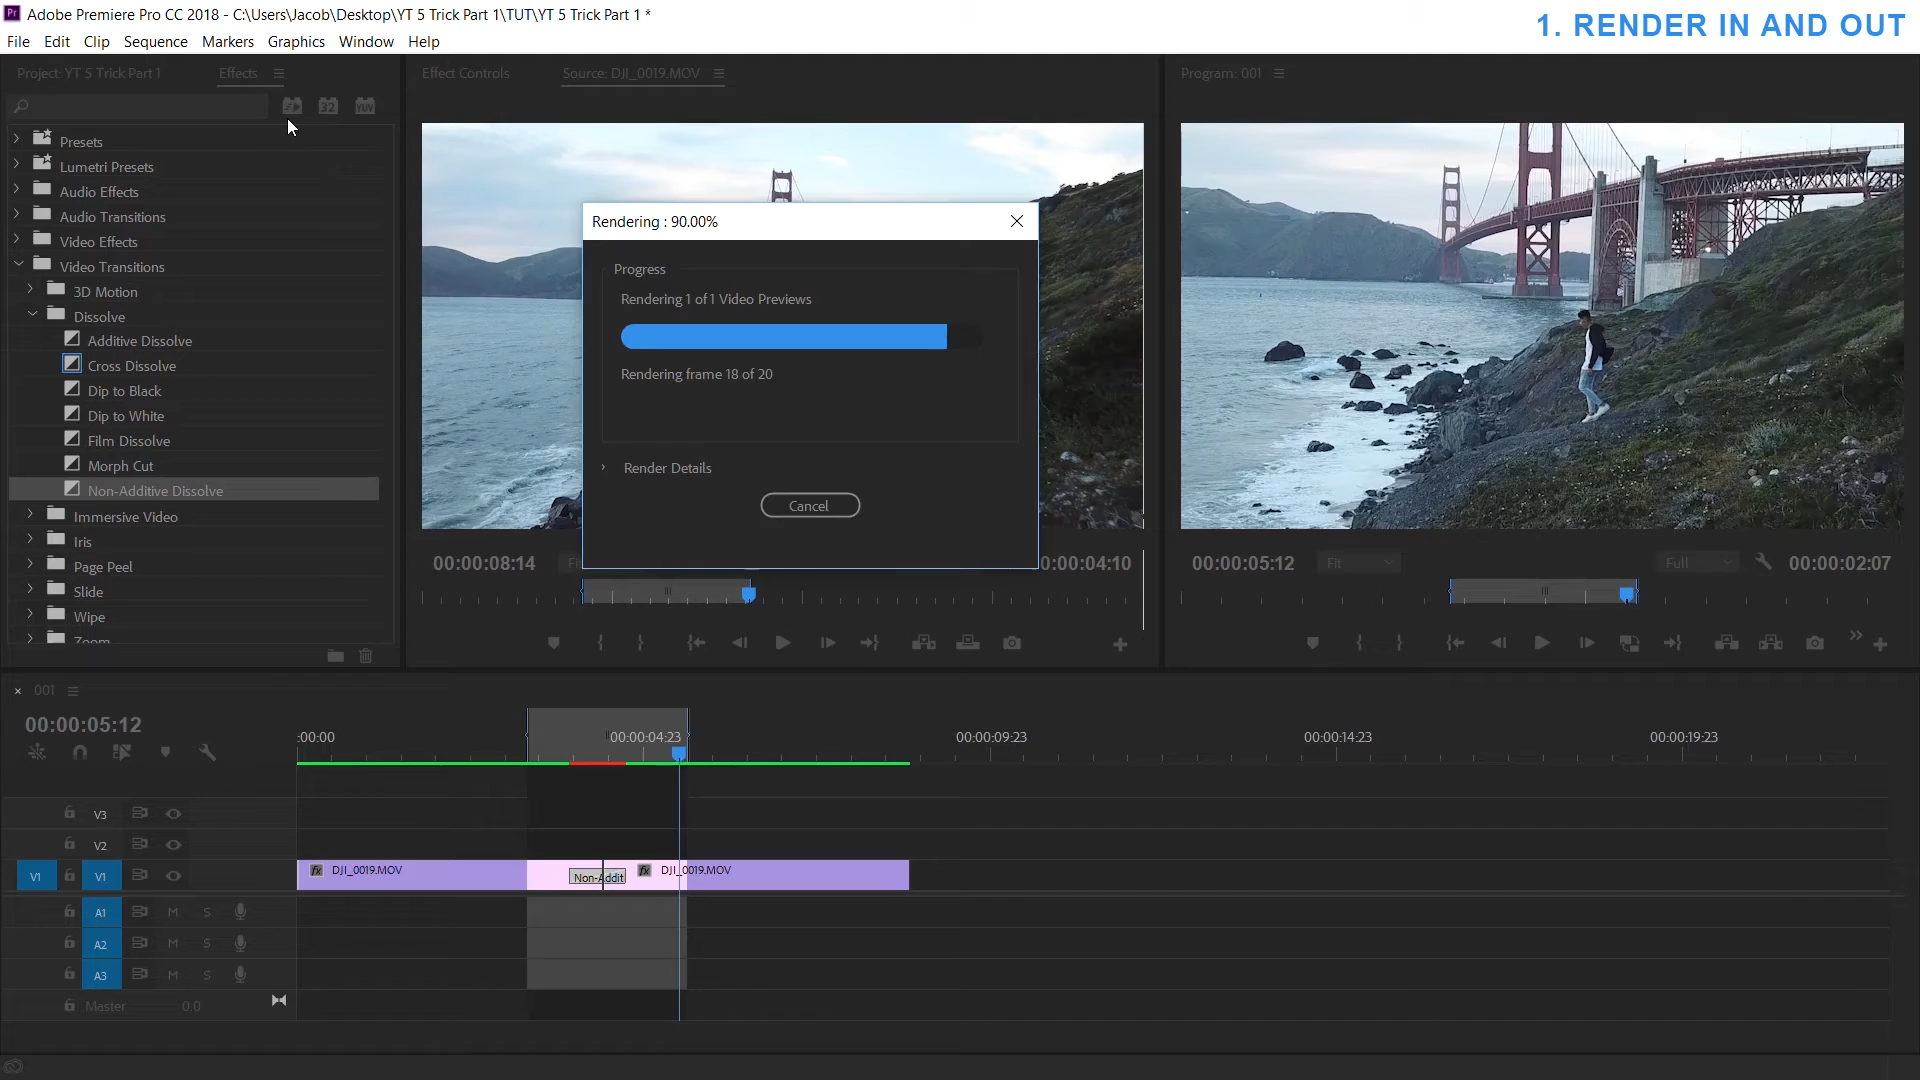 Adobe Premiere Pro CC 2018 - C:\Users\Jacob\Desktop\YT 5 Trick Part 1\TUT\YT 5 Trick Part 1 *
1. RENDER IN AND OUT
File Edit Clip Sequence Markers Graphics Window Help
Project: YT 5 Trick Part 1
Effects
Effect Controls
Source: DJI_0019.MOV
Program: 001
32
YUV
Presets
Lumetri Presets
Audio Effects
Audio Transitions
Video Effects
Video Transitions
3D Motion
Dissolve
Additive Dissolve
Cross Dissolve
Dip to Black
Dip to White
Film Dissolve
Morph Cut
Non-Additive Dissolve
Immersive Video
Iris
Page Peel
Slide
Wipe
Zoom
Rendering : 90.00%
Progress
Rendering 1 of 1 Video Previews
Rendering frame 18 of 20
Render Details
Cancel
00:00:08:14
0:00:04:10
00:00:05:12
Fit
Full
00:00:02:07
001
00:00:05:12
:00:00
00:00:04:23
00:00:09:23
00:00:14:23
00:00:19:23
V3
V2
V1 V1
fx DJI_0019.MOV
Non-Addit
fx DJI_0019.MOV
A1 M S
A2 M S
A3 M S
Master 0.0